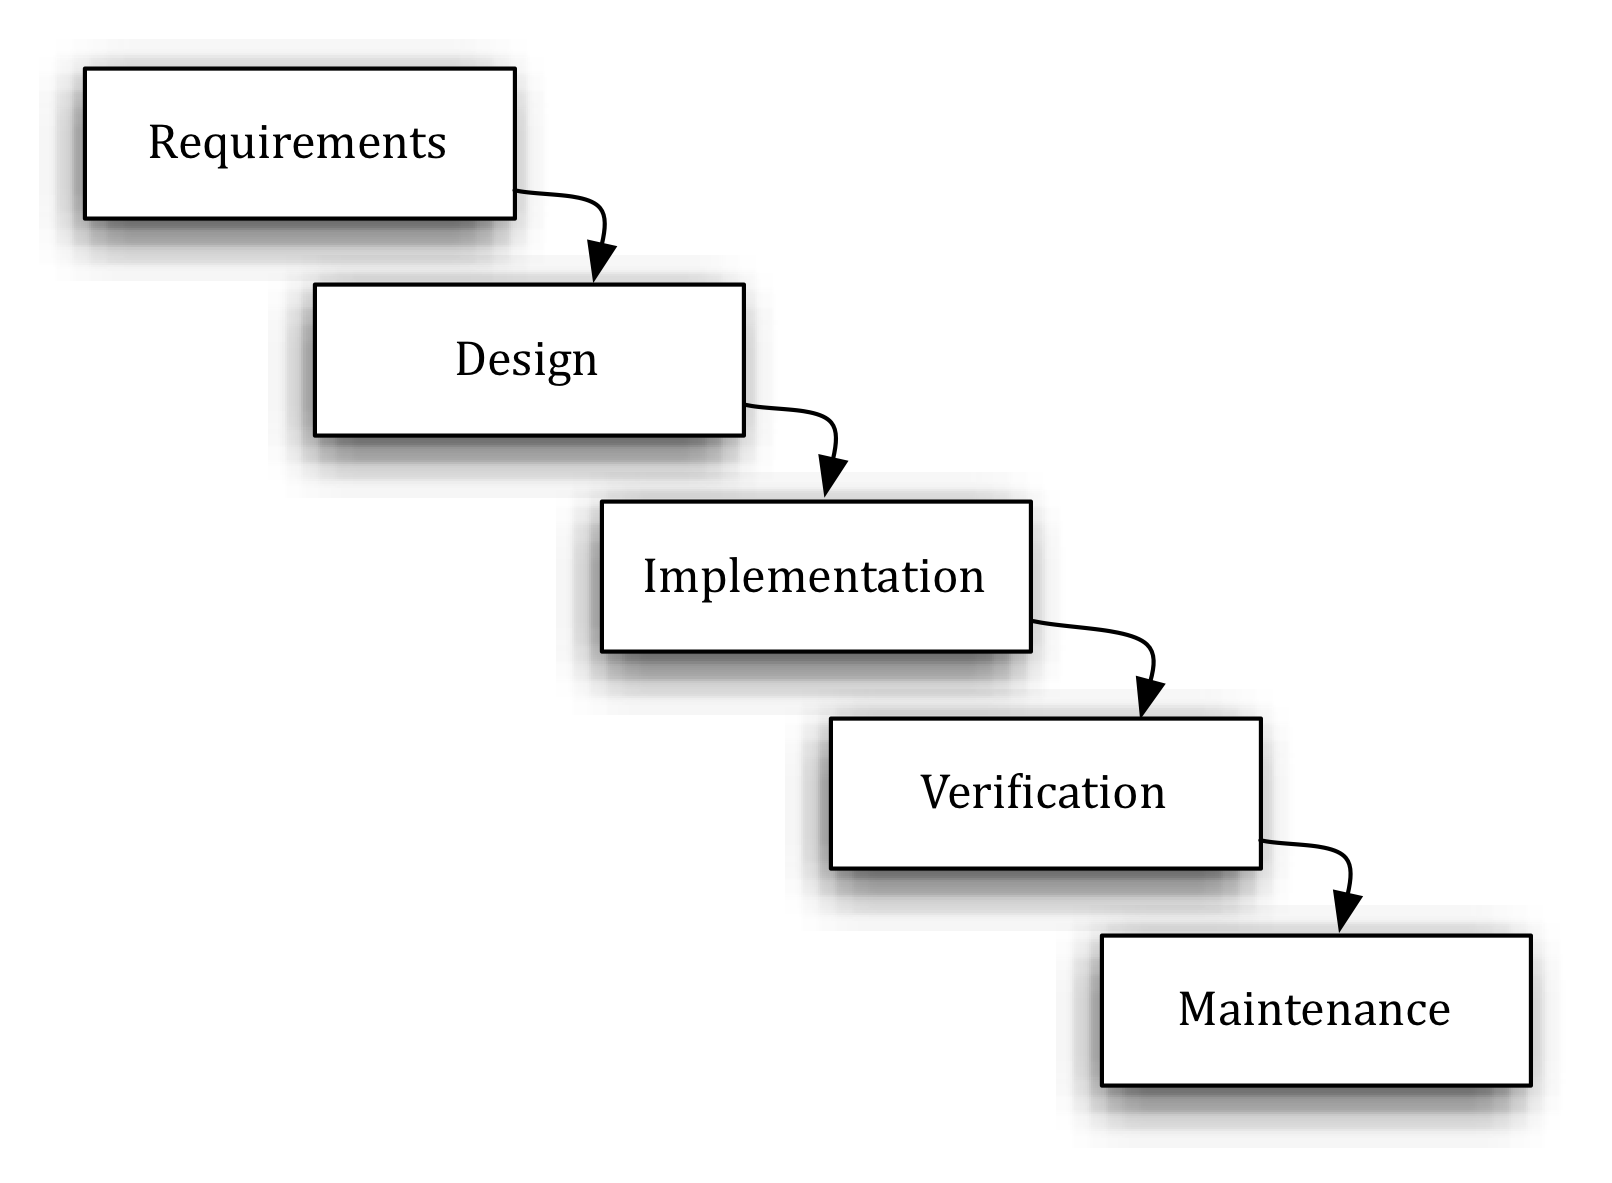 Requirements
Design
Implementation
Verification
Maintenance